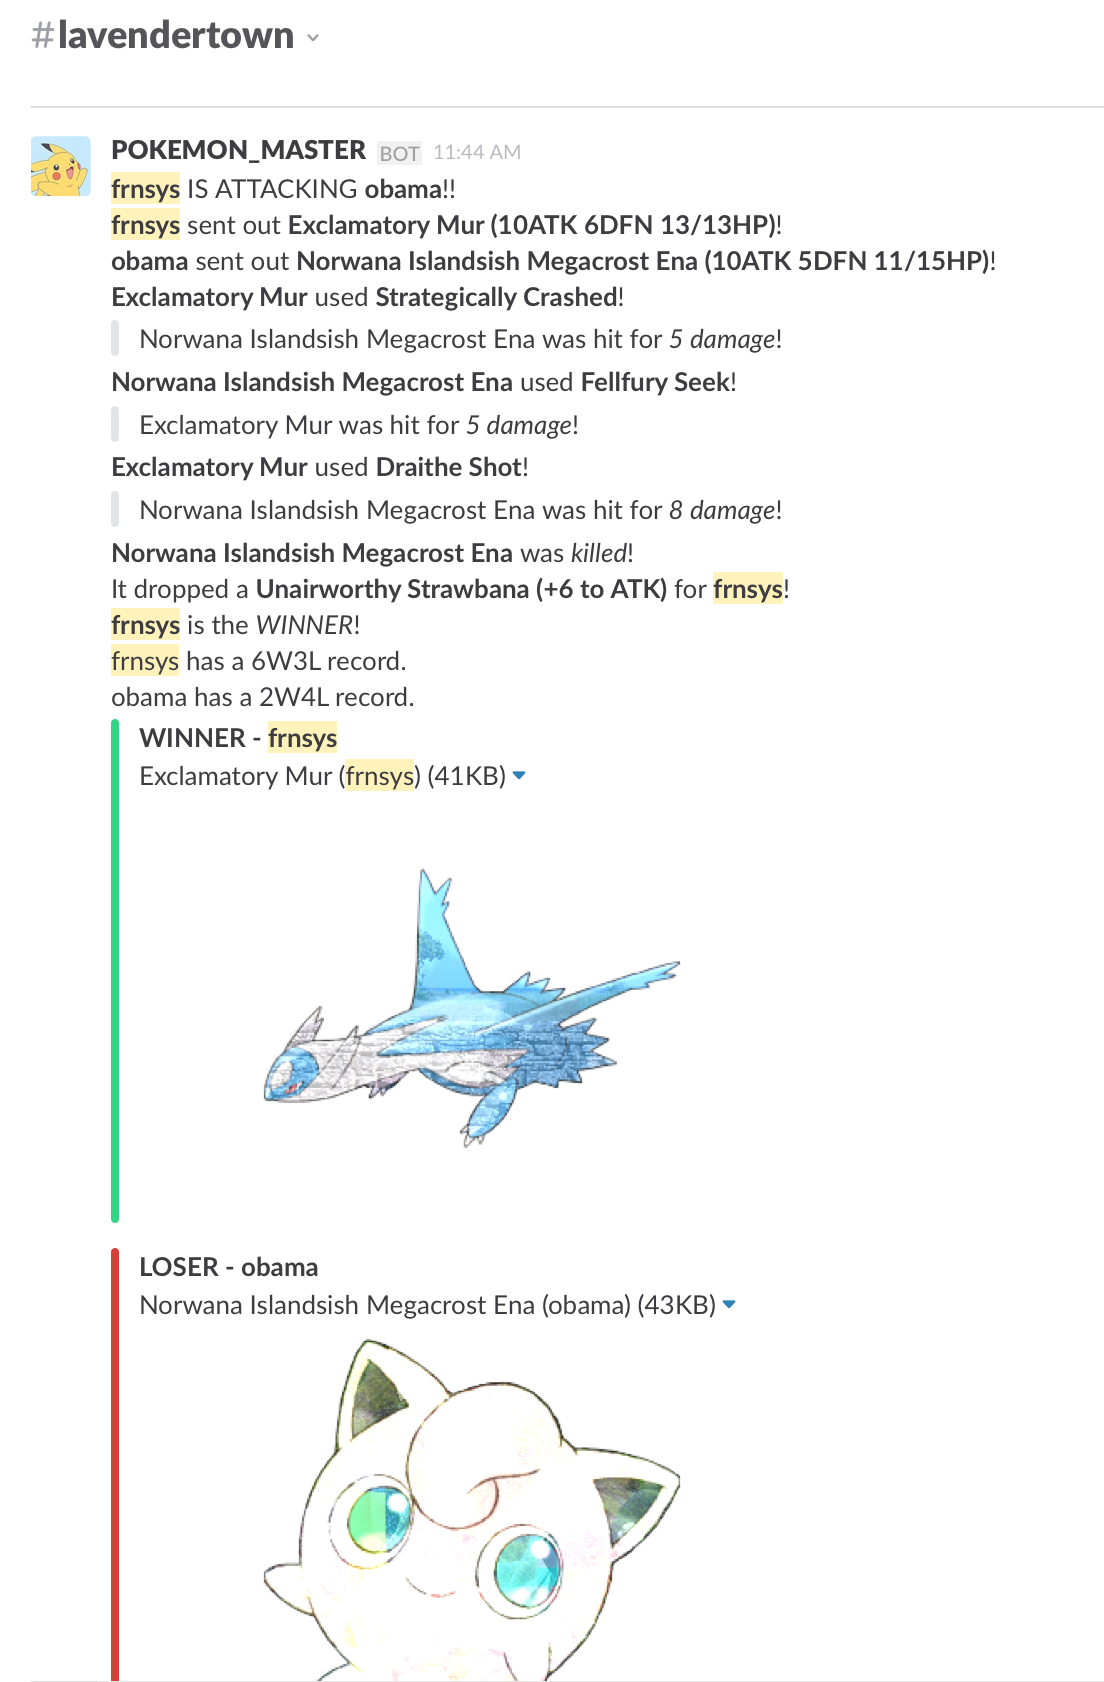 #lavendertown
POKEMON_MASTER BOT 11:44 AM
frnsys IS ATTACKING obama!!
frnsys sent out Exclamatory Mur (10ATK 6DFN 13/13HP)!
obama sent out Norwana Islandsish Megacrost Ena (10ATK 5DFN 11/15HP)!
Exclamatory Mur used Strategically Crashed!
Norwana Islandsish Megacrost Ena was hit for 5 damage!
Norwana Islandsish Megacrost Ena used Fellfury Seek!
Exclamatory Mur was hit for 5 damage!
Exclamatory Mur used Draithe Shot!
Norwana Islandsish Megacrost Ena was hit for 8 damage!
Norwana Islandsish Megacrost Ena was killed!
It dropped a Unairworthy Strawbana (+6 to ATK) for frnsys!
frnsys is the WINNER!
frnsys has a 6W3L record.
obama has a 2W4L record.
WINNER - frnsys
Exclamatory Mur (frnsys) (41KB)
LOSER - obama
Norwana Islandsish Megacrost Ena (obama) (43KB)